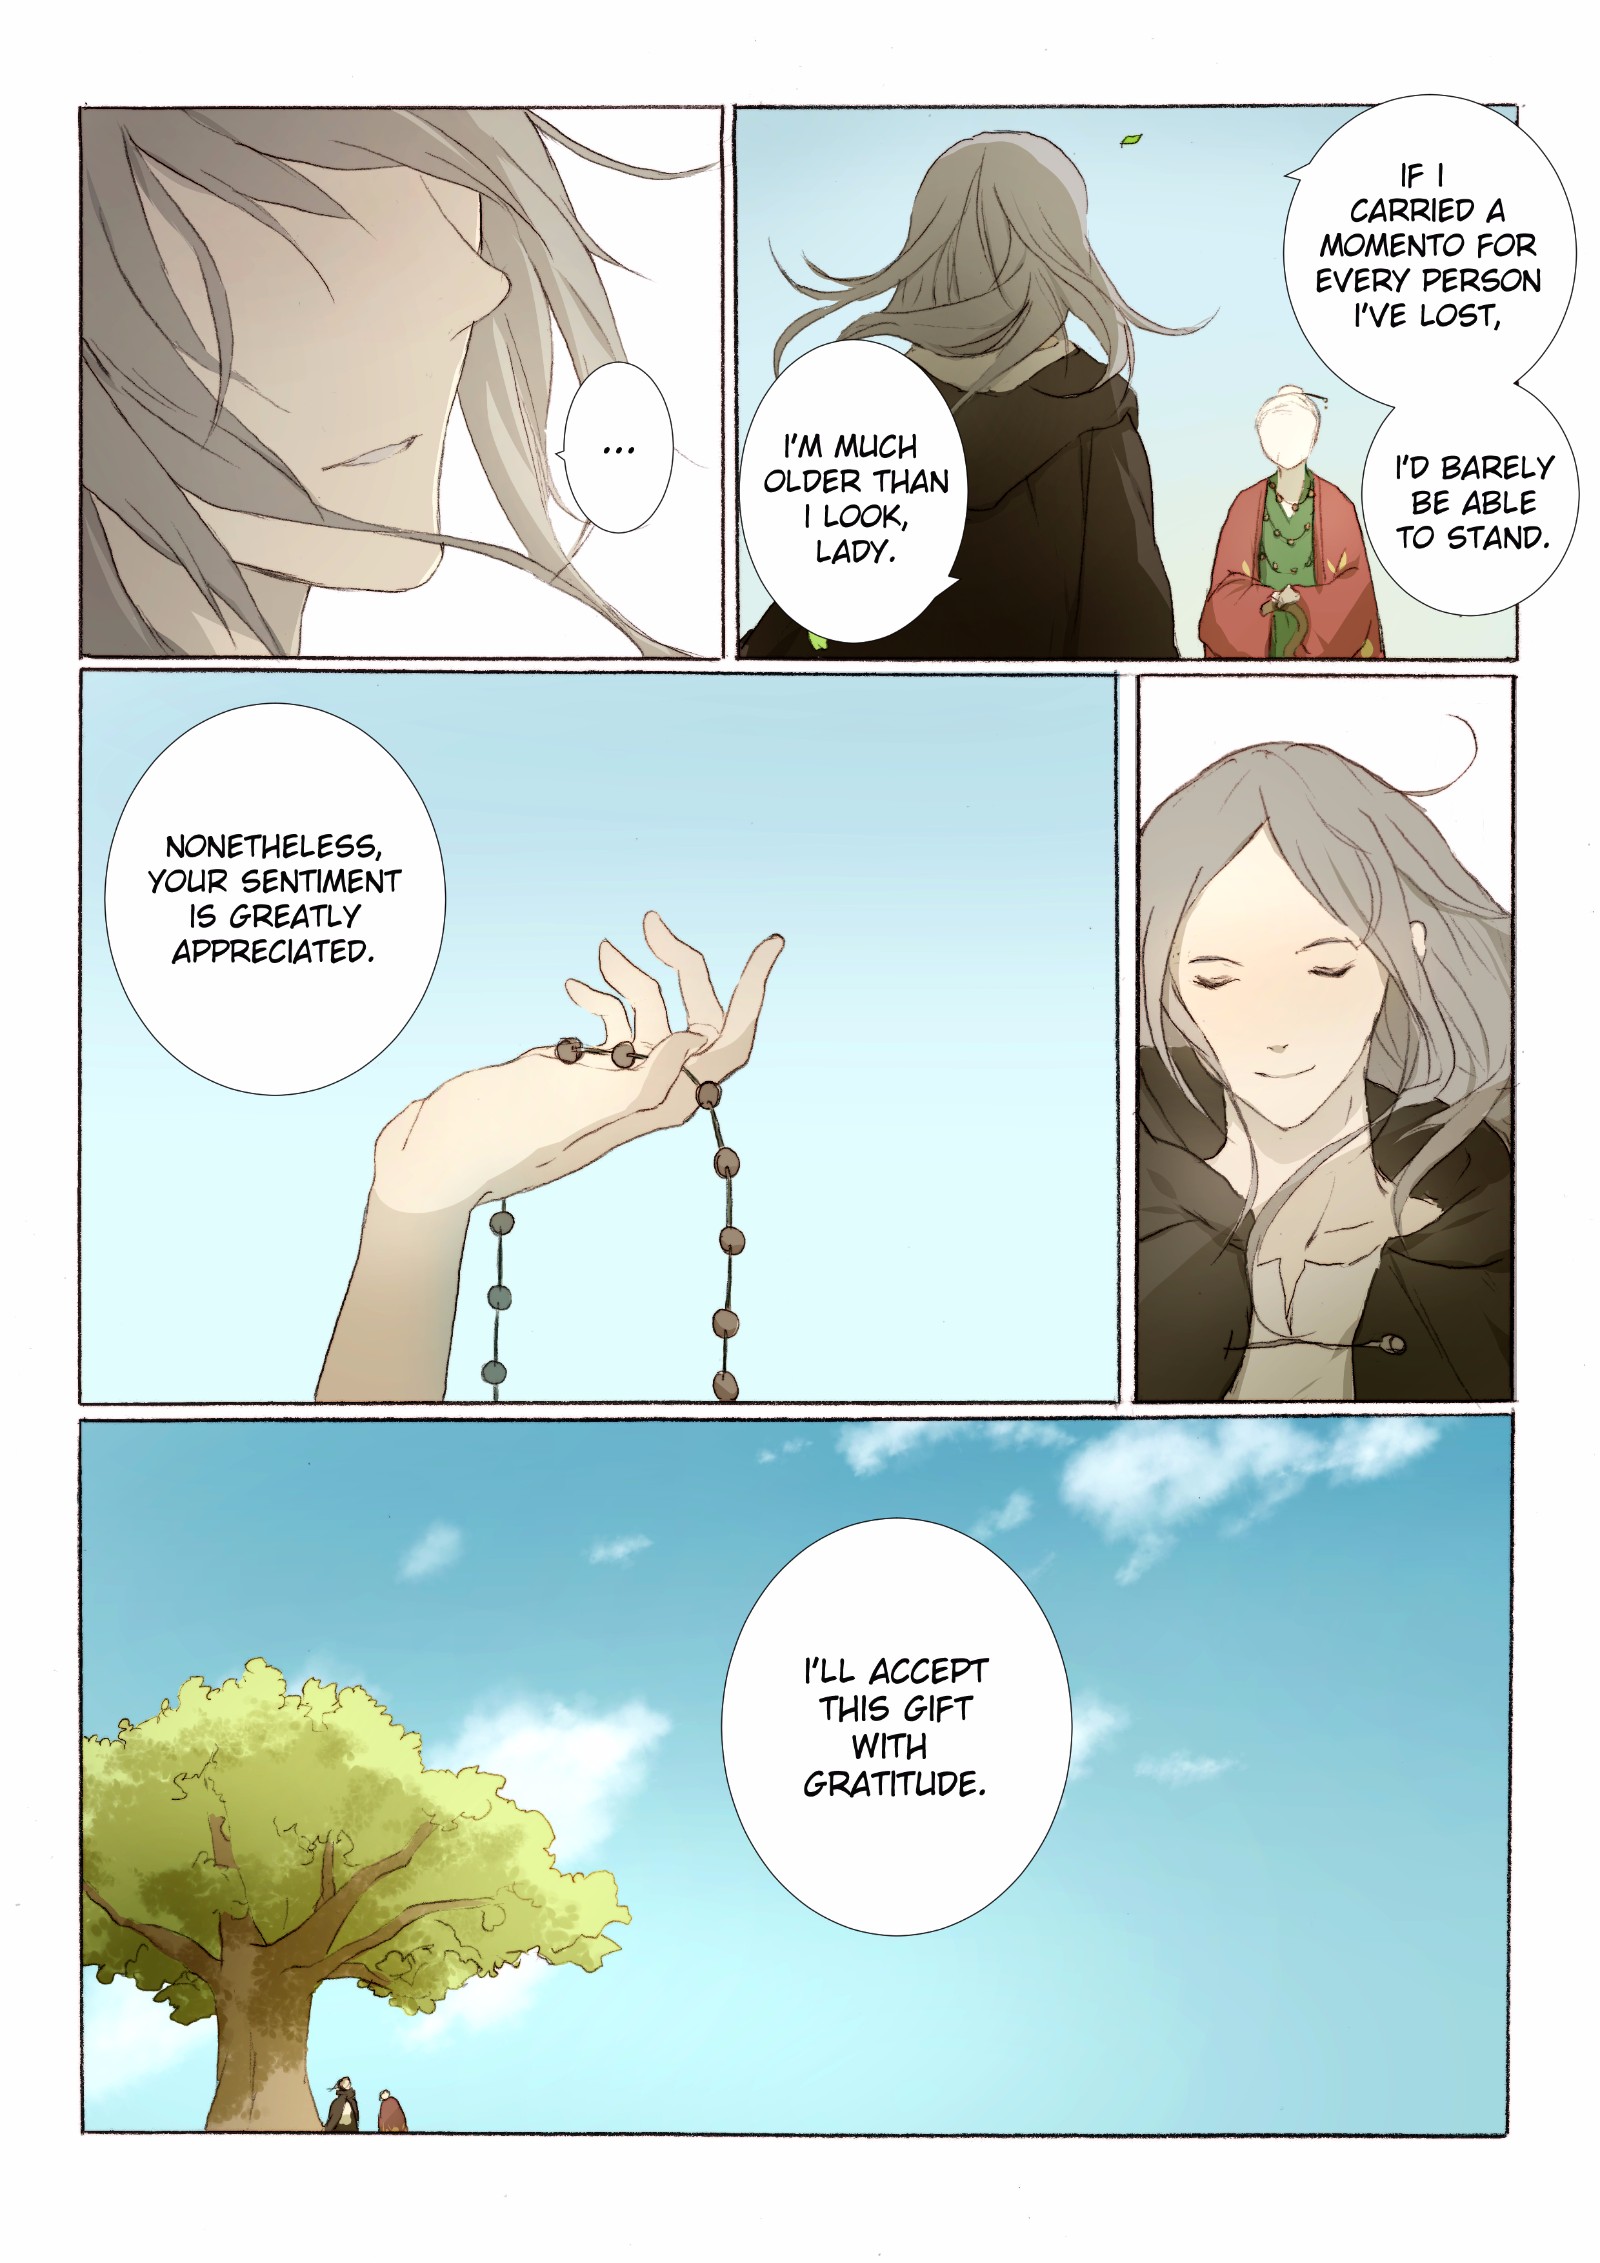 ...
I'M MUCH
OLDER THAN
I LOOK,
LADY.
IF I
CARRIED A
MOMENTO FOR
EVERY PERSON
I'VE LOST,
I'D BARELY
BE ABLE
TO STAND.
NONETHELESS,
YOUR SENTIMENT
IS GREATLY
APPRECIATED.
I'LL ACCEPT
THIS GIFT
WITH
GRATITUDE.